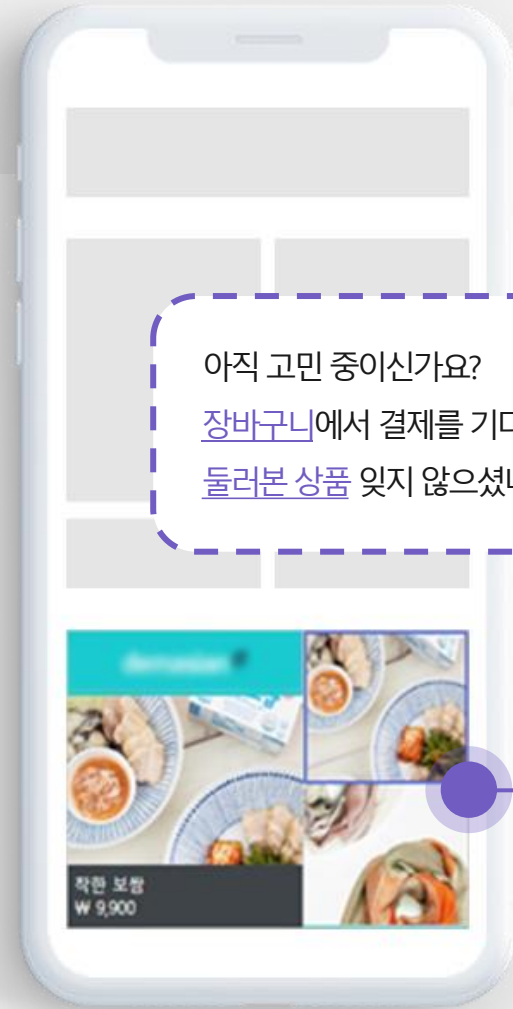 아직 고민 중이신가요?
장바구니에서 결제를 기다
둘러본 상품 잊지 않으셨
착한 보쌈
₩ 9,900